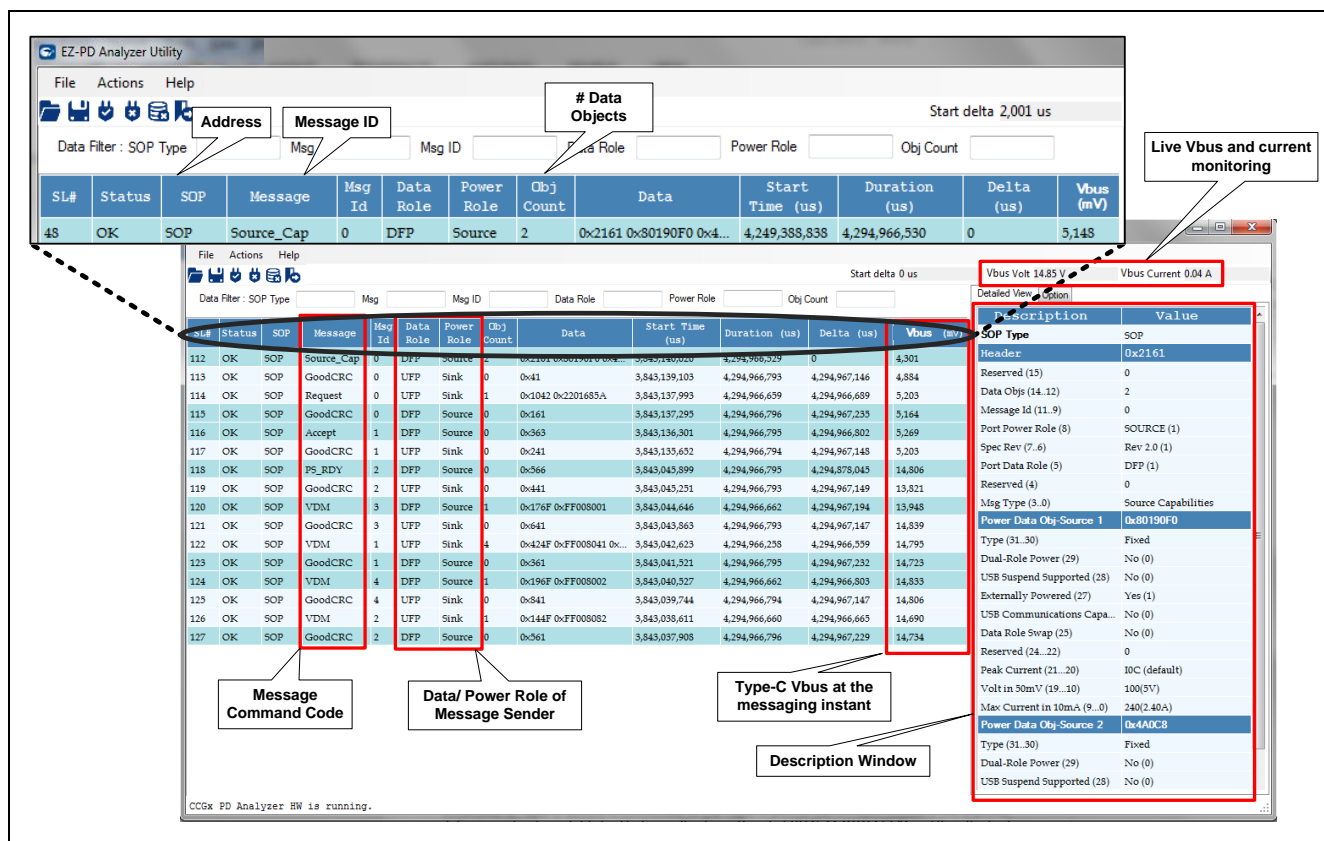 EZ-PD Analyzer Utility
File Actions Help
Start delta 2,001 us
Address
Message ID
# Data
Objects
Live Vbus and current
monitoring
Data Filter : SOP Type Msg Msg ID Data Role Power Role Obj Count
SL# Status SOP Message Msg Id Data Role Power Role Obj Count Data Start Time (us) Duration (us) Delta (us) Vbus (mV)
48 OK SOP Source_Cap 0 DFP Source 2 0x2161 0x80190F0 0x4... 4,249,388,838 4,294,966,530 0 5,148
File Actions Help
Start delta 0 us
Vbus Volt 14.85 V Vbus Current 0.04 A
Data Filter : SOP Type Msg Msg ID Data Role Power Role Obj Count
Detailed View Option
SL# Status SOP Message Msg Id Data Role Power Role Obj Count Data Start Time (us) Duration (us) Delta (us) Vbus (mV)
112 OK SOP Source_Cap 0 DFP Source 2 0x2161 0x80190F0 0x4... 3,843,140,020 4,294,966,529 0 4,301
113 OK SOP GoodCRC 0 UFP Sink 0 0x41 3,843,139,103 4,294,966,793 4,294,967,146 4,884
114 OK SOP Request 0 UFP Sink 1 0x1042 0x2201685A 3,843,137,993 4,294,966,659 4,294,966,689 5,203
115 OK SOP GoodCRC 0 DFP Source 0 0x161 3,843,137,295 4,294,966,796 4,294,967,235 5,164
116 OK SOP Accept 1 DFP Source 0 0x363 3,843,136,301 4,294,966,795 4,294,966,802 5,269
117 OK SOP GoodCRC 1 UFP Sink 0 0x241 3,843,135,652 4,294,966,794 4,294,967,148 5,203
118 OK SOP PS_RDY 2 DFP Source 0 0x566 3,843,045,899 4,294,966,795 4,294,878,045 14,806
119 OK SOP GoodCRC 2 UFP Sink 0 0x441 3,843,045,251 4,294,966,793 4,294,967,149 13,821
120 OK SOP VDM 3 DFP Source 1 0x176F 0xFF008001 3,843,044,646 4,294,966,662 4,294,967,194 13,948
121 OK SOP GoodCRC 3 UFP Sink 0 0x641 3,843,043,863 4,294,966,793 4,294,967,147 14,839
122 OK SOP VDM 1 UFP Sink 4 0x424F 0xFF008041 0x... 3,843,042,623 4,294,966,258 4,294,966,559 14,795
123 OK SOP GoodCRC 1 DFP Source 0 0x361 3,843,041,521 4,294,966,795 4,294,967,232 14,723
124 OK SOP VDM 4 DFP Source 1 0x196F 0xFF008002 3,843,040,527 4,294,966,662 4,294,966,803 14,833
125 OK SOP GoodCRC 4 UFP Sink 0 0x841 3,843,039,744 4,294,966,794 4,294,967,147 14,806
126 OK SOP VDM 2 UFP Sink 1 0x144F 0xFF008082 3,843,038,611 4,294,966,660 4,294,966,665 14,690
127 OK SOP GoodCRC 2 DFP Source 0 0x561 3,843,037,908 4,294,966,796 4,294,967,229 14,734
Description Value
SOP Type SOP
Header 0x2161
Reserved (15) 0
Data Objs (14..12) 2
Message Id (11..9) 0
Port Power Role (8) SOURCE (1)
Spec Rev (7..6) Rev 2.0 (1)
Port Data Role (5) DFP (1)
Reserved (4) 0
Msg Type (3..0) Source Capabilities
Power Data Obj-Source 1 0x80190F0
Type (31..30) Fixed
Dual-Role Power (29) No (0)
USB Suspend Supported (28) No (0)
Externally Powered (27) Yes (1)
USB Communications Capa... No (0)
Data Role Swap (25) No (0)
Reserved (24...22) 0
Peak Current (21...20) I0C (default)
Volt in 50mV (19...10) 100(5V)
Max Current in 10mA (9...0) 240(2.40A)
Power Data Obj-Source 2 0x4A0C8
Type (31..30) Fixed
Dual-Role Power (29) No (0)
USB Suspend Supported (28) No (0)
Message
Command Code
Data/ Power Role of
Message Sender
Type-C Vbus at the
messaging instant
Description Window
CCGx PD Analyzer HW is running.